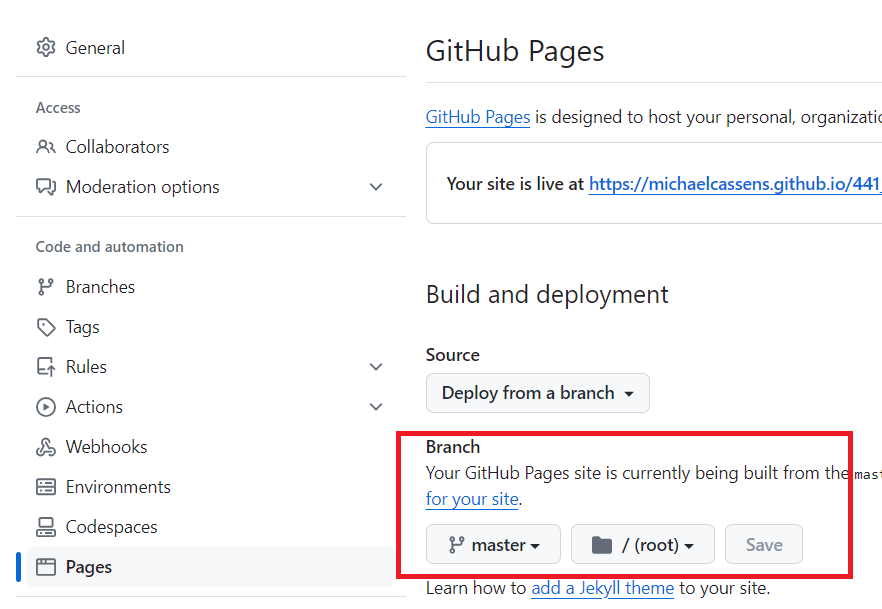 General
Access
Collaborators
Moderation options
Code and automation
Branches
Tags
Rules
Actions
Webhooks
Environments
Codespaces
Pages
GitHub Pages
GitHub Pages is designed to host your personal, organizatio
Your site is live at https://michaelcassens.github.io/441_
Build and deployment
Source
Deploy from a branch
Branch
Your GitHub Pages site is currently being built from the mast
for your site.
master / (root) Save
Learn how to add a Jekyll theme to your site.